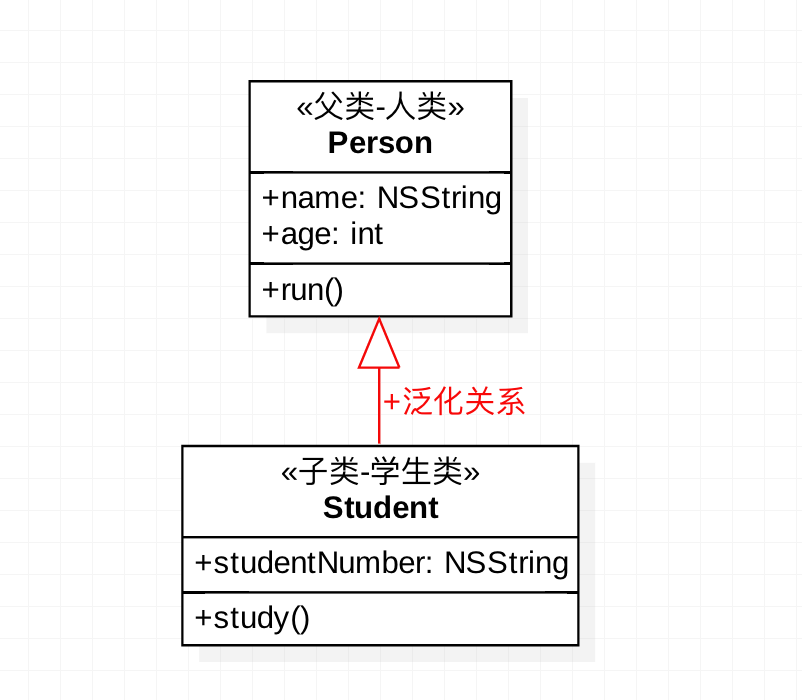 «父类-人类»
Person
+name: NSString
+age: int
+run()
+泛化关系
«子类-学生类»
Student
+studentNumber: NSString
+study()